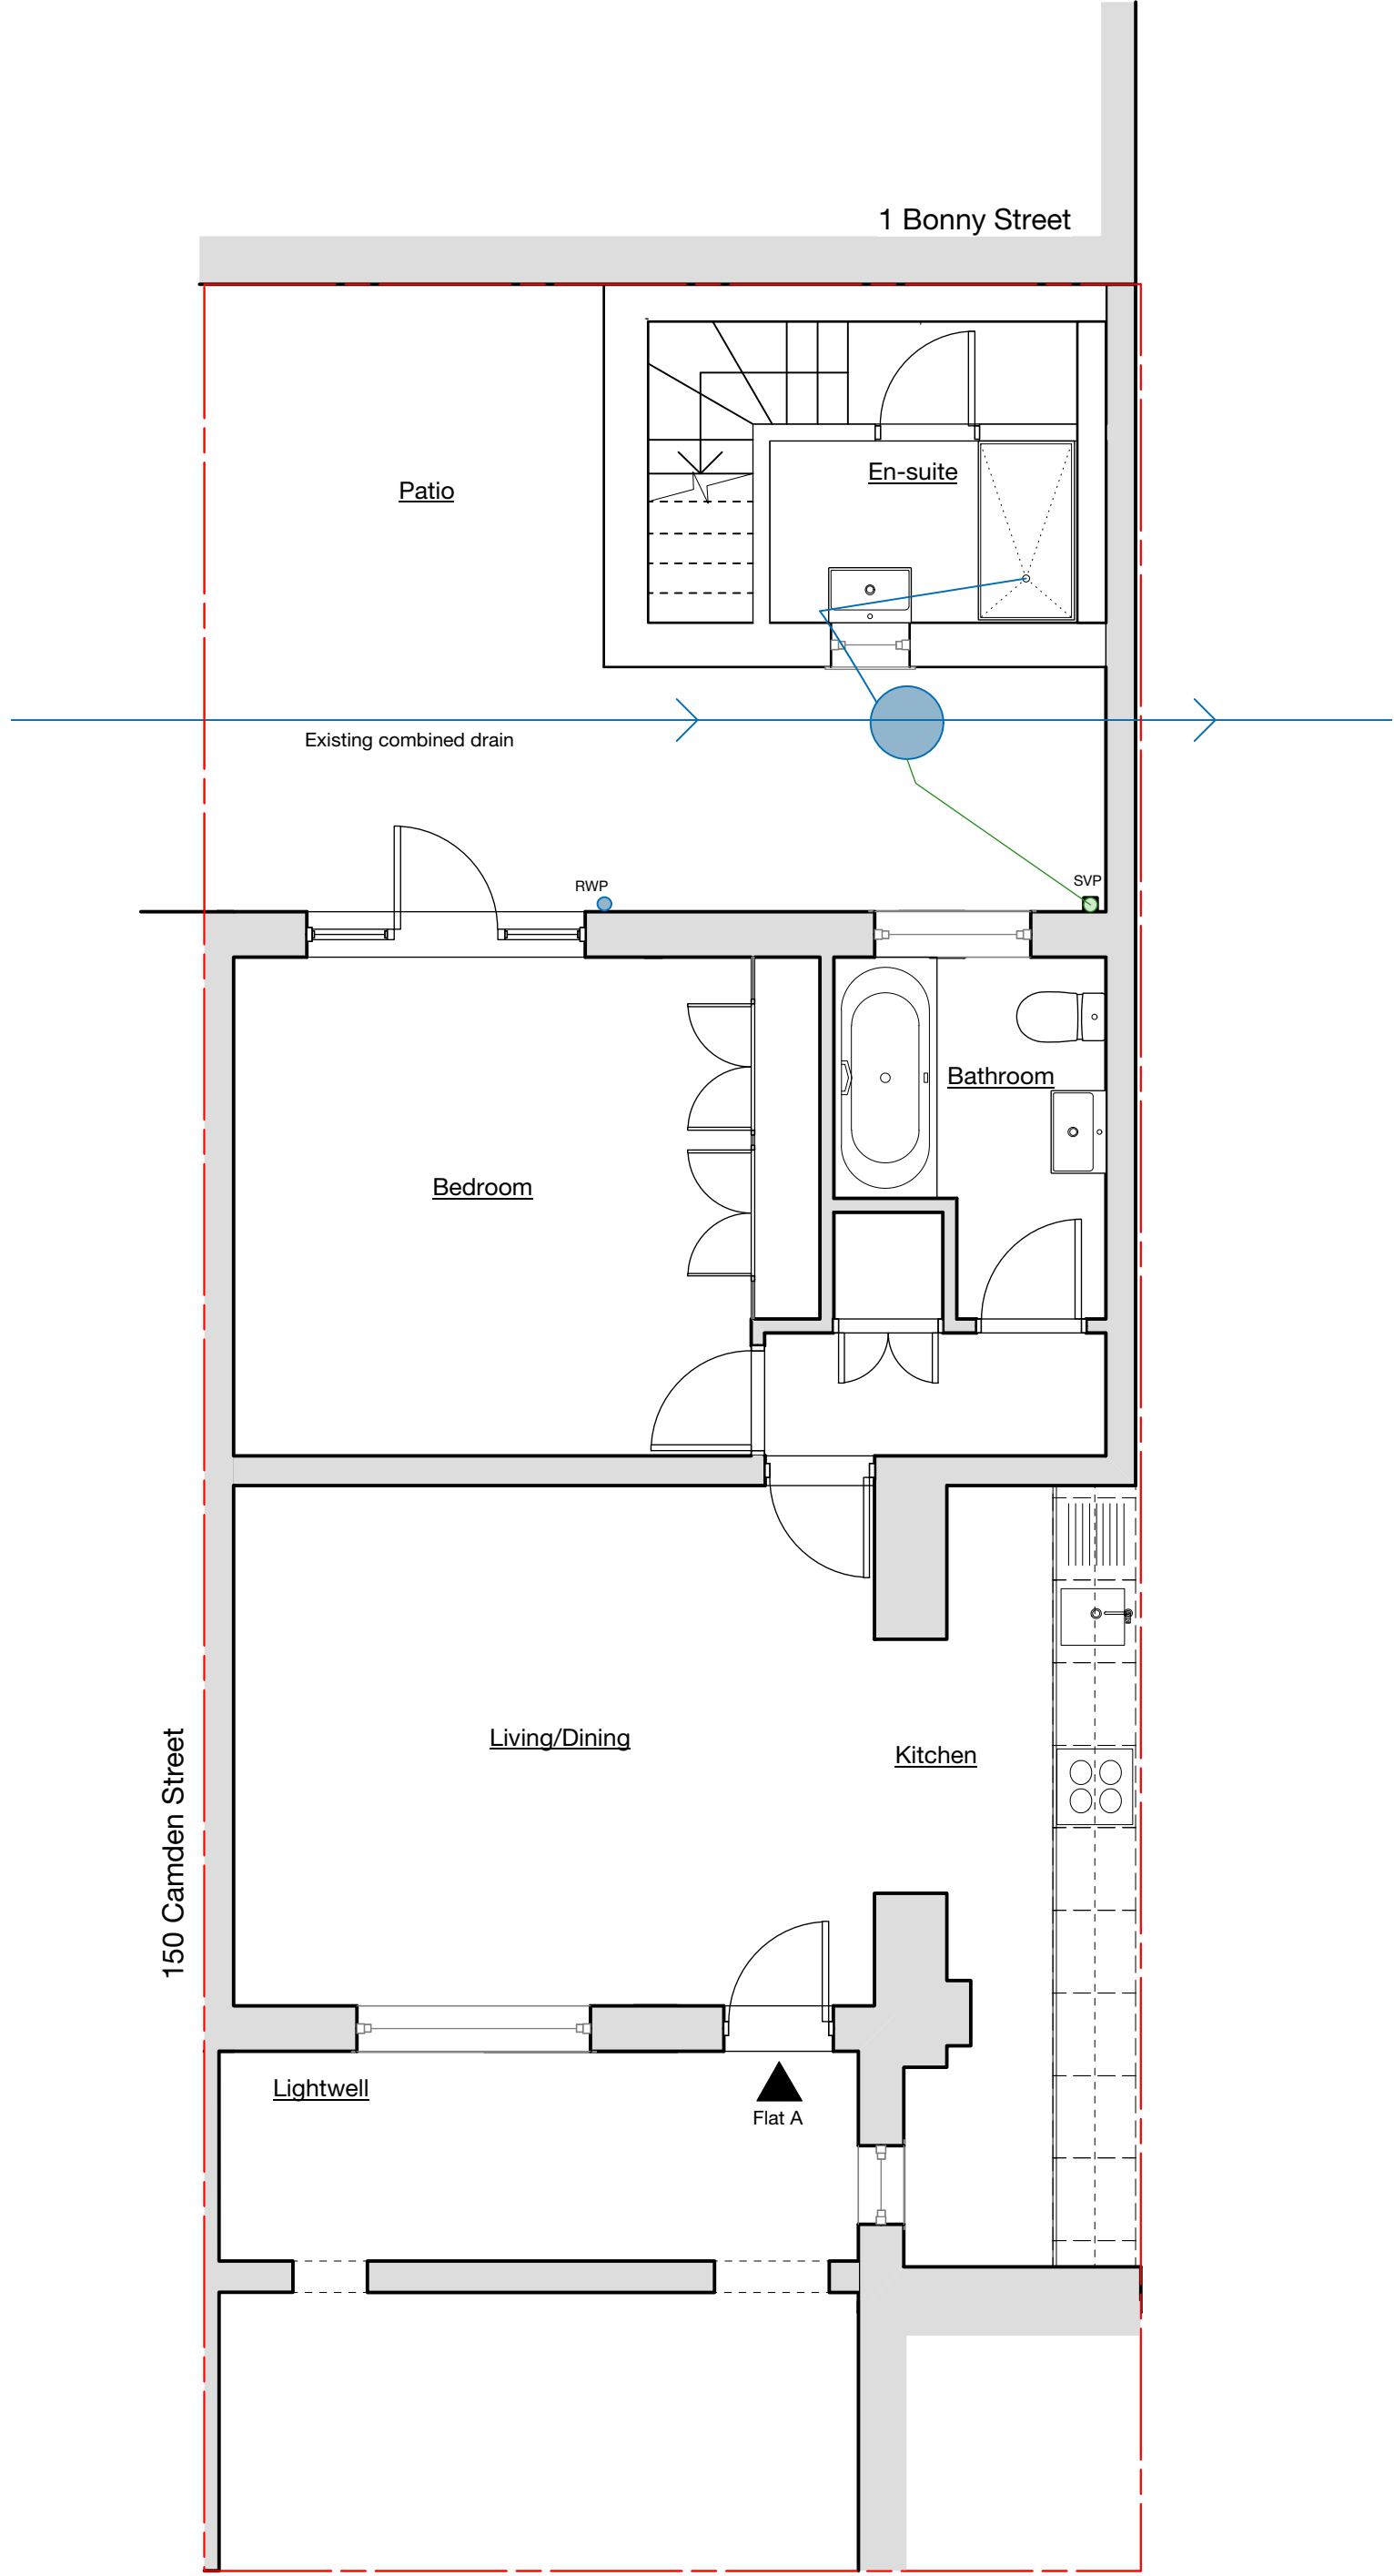 1 Bonny Street
En-suite
Patio
Existing combined drain
SVP
RWP
Bathroom
Bedroom
Living/Dining
Kitchen
150 Camden Street
Lightwell
Flat A